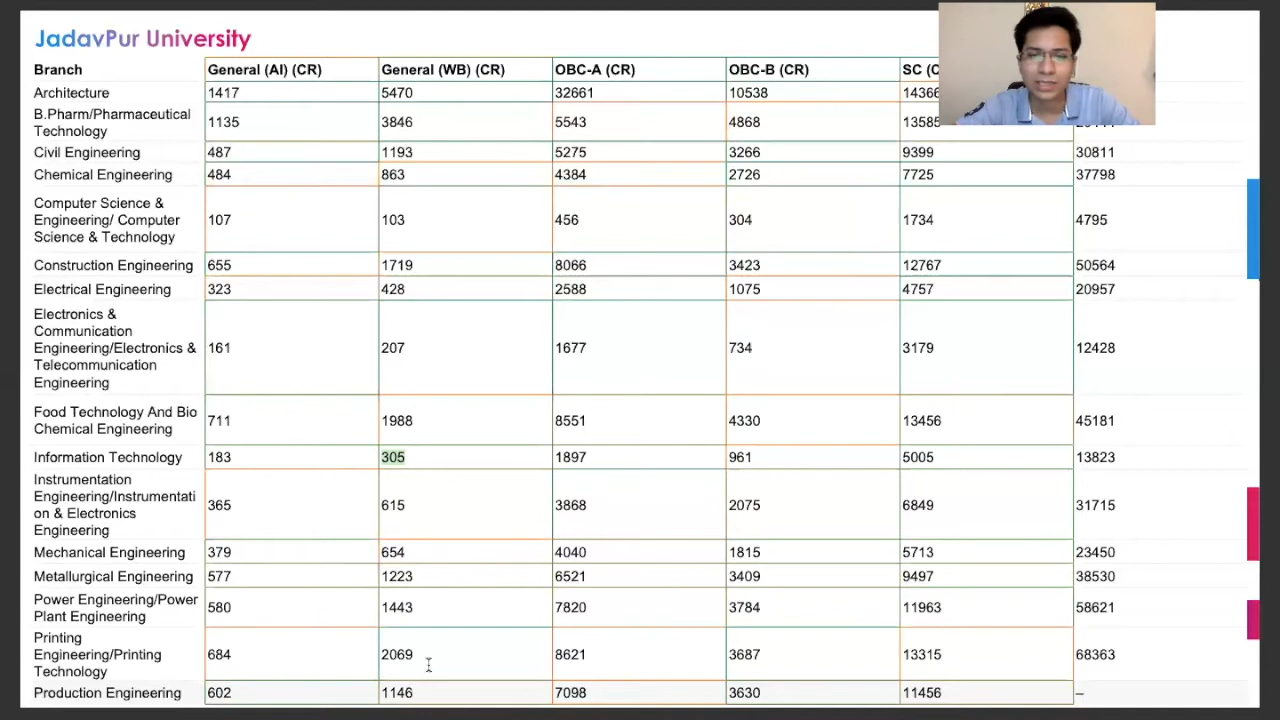 JadavPur University
Branch General (AI) (CR) General (WB) (CR) OBC-A (CR) OBC-B (CR) SC (C
Architecture 1417 5470 32661 10538 14366
B.Pharm/Pharmaceutical
Technology 1135 3846 5543 4868 13585
Civil Engineering 487 1193 5275 3266 9399 30811
Chemical Engineering 484 863 4384 2726 7725 37798
Computer Science &
Engineering/ Computer 107 103 456 304 1734 4795
Science & Technology
Construction Engineering 655 1719 8066 3423 12767 50564
Electrical Engineering 323 428 2588 1075 4757 20957
Electronics &
Communication
Engineering/Electronics & 161 207 1677 734 3179 12428
Telecommunication
Engineering
Food Technology And Bio
Chemical Engineering 711 1988 8551 4330 13456 45181
Information Technology 183 305 1897 961 5005 13823
Instrumentation
Engineering/Instrumentati
on & Electronics 365 615 3868 2075 6849 31715
Engineering
Mechanical Engineering 379 654 4040 1815 5713 23450
Metallurgical Engineering 577 1223 6521 3409 9497 38530
Power Engineering/Power
Plant Engineering 580 1443 7820 3784 11963 58621
Printing
Engineering/Printing 684 2069 8621 3687 13315 68363
Technology
Production Engineering 602 1146 7098 3630 11456 –